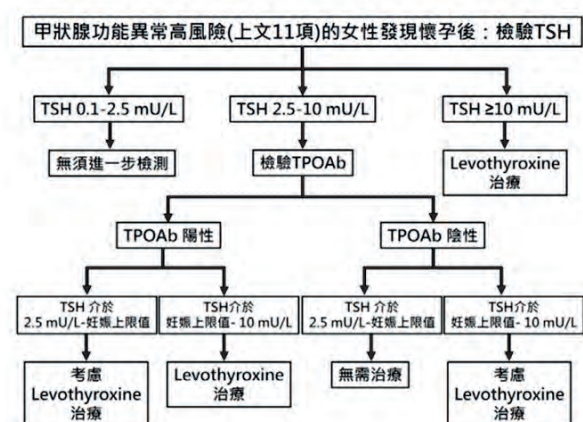 甲狀腺功能異常高風險(上文11項)的女性發現懷孕後：檢驗TSH
TSH 0.1-2.5 mU/L
TSH 2.5-10 mU/L
TSH ≥10 mU/L
無須進一步檢測
檢驗TPOAb
Levothyroxine
治療
TPOAb 陽性
TPOAb 陰性
TSH 介於
2.5 mU/L-妊娠上限值
TSH介於
妊娠上限值- 10 mU/L
TSH 介於
2.5 mU/L-妊娠上限值
TSH介於
妊娠上限值- 10 mU/L
考慮
Levothyroxine
治療
Levothyroxine
治療
無需治療
考慮
Levothyroxine
治療